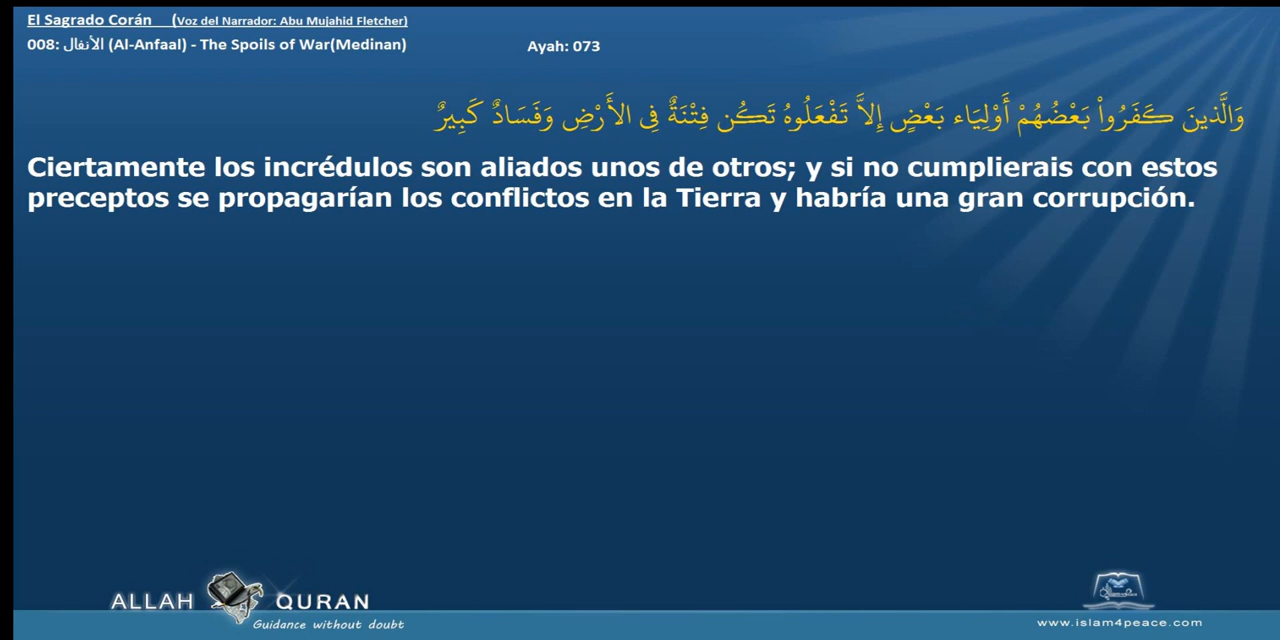 El Sagrado Corán (Voz del Narrador: Abu Mujahid Fletcher)
008: الأنفال (Al-Anfaal) - The Spoils of War(Medinan) Ayah: 073
وَالَّذينَ كَفَرُواْ بَعْضُهُمْ أَوْلِيَاء بَعْضٍ إِلاَّ تَفْعَلُوهُ تَكُن فِتْنَةٌ فِي الأَرْضِ وَفَسَادٌ كَبِيرٌ
Ciertamente los incrédulos son aliados unos de otros; y si no cumplierais con estos
preceptos se propagarían los conflictos en la Tierra y habría una gran corrupción.
ALLAH QURAN
Guidance without doubt
www.islam4peace.com